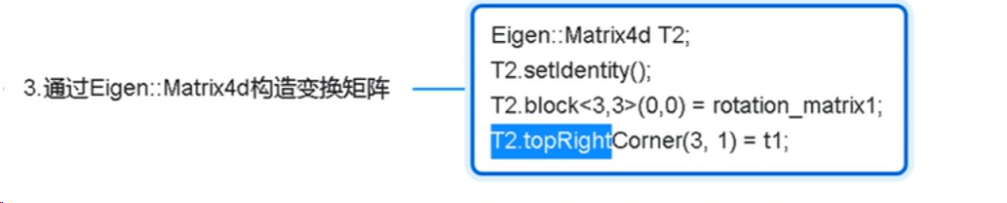 3.通过Eigen::Matrix4d构造变换矩阵
Eigen::Matrix4d T2;
T2.setIdentity();
T2.block<3,3>(0,0) = rotation_matrix1;
T2.topRightCorner(3, 1) = t1;